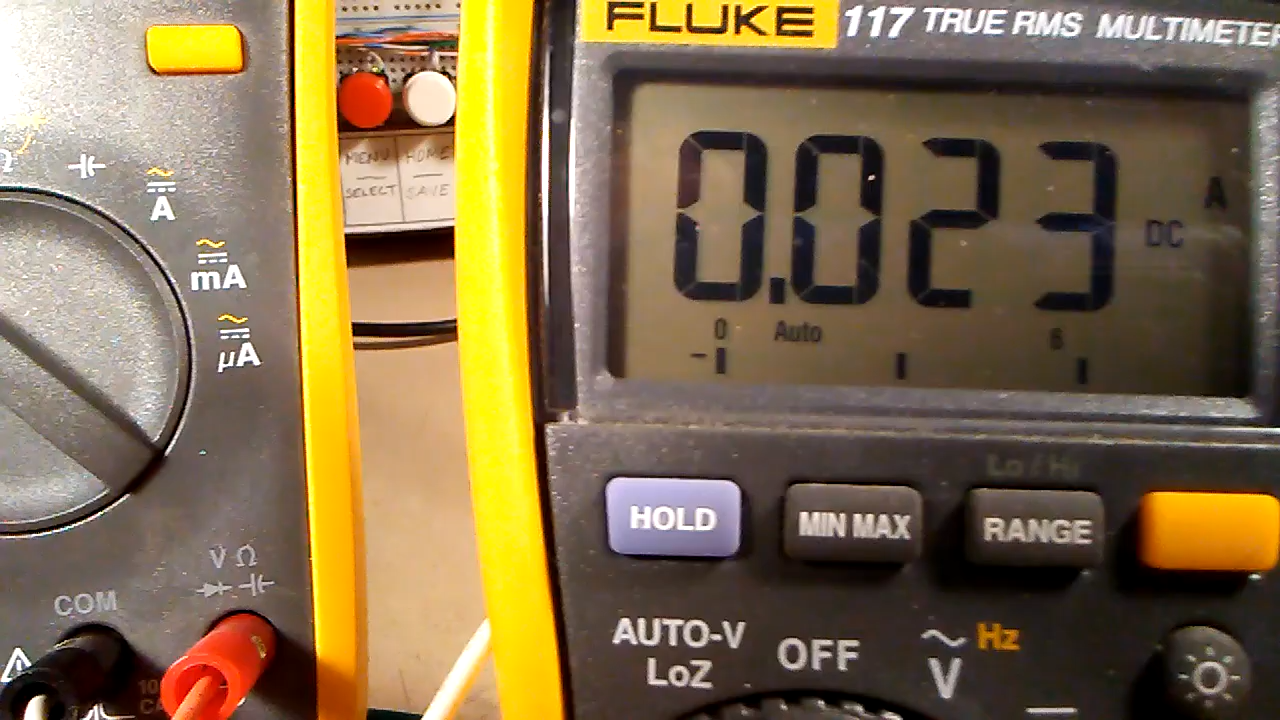 FLUKE 117 TRUE RMS MULTIMETER
0.023
A
DC
0 Auto 6
HOLD
MIN MAX
Lo / Hi
RANGE
AUTO-V
LoZ
OFF
Hz
V
MENU
SELECT
HOME
SAVE
Ω
A
mA
µA
V Ω
COM